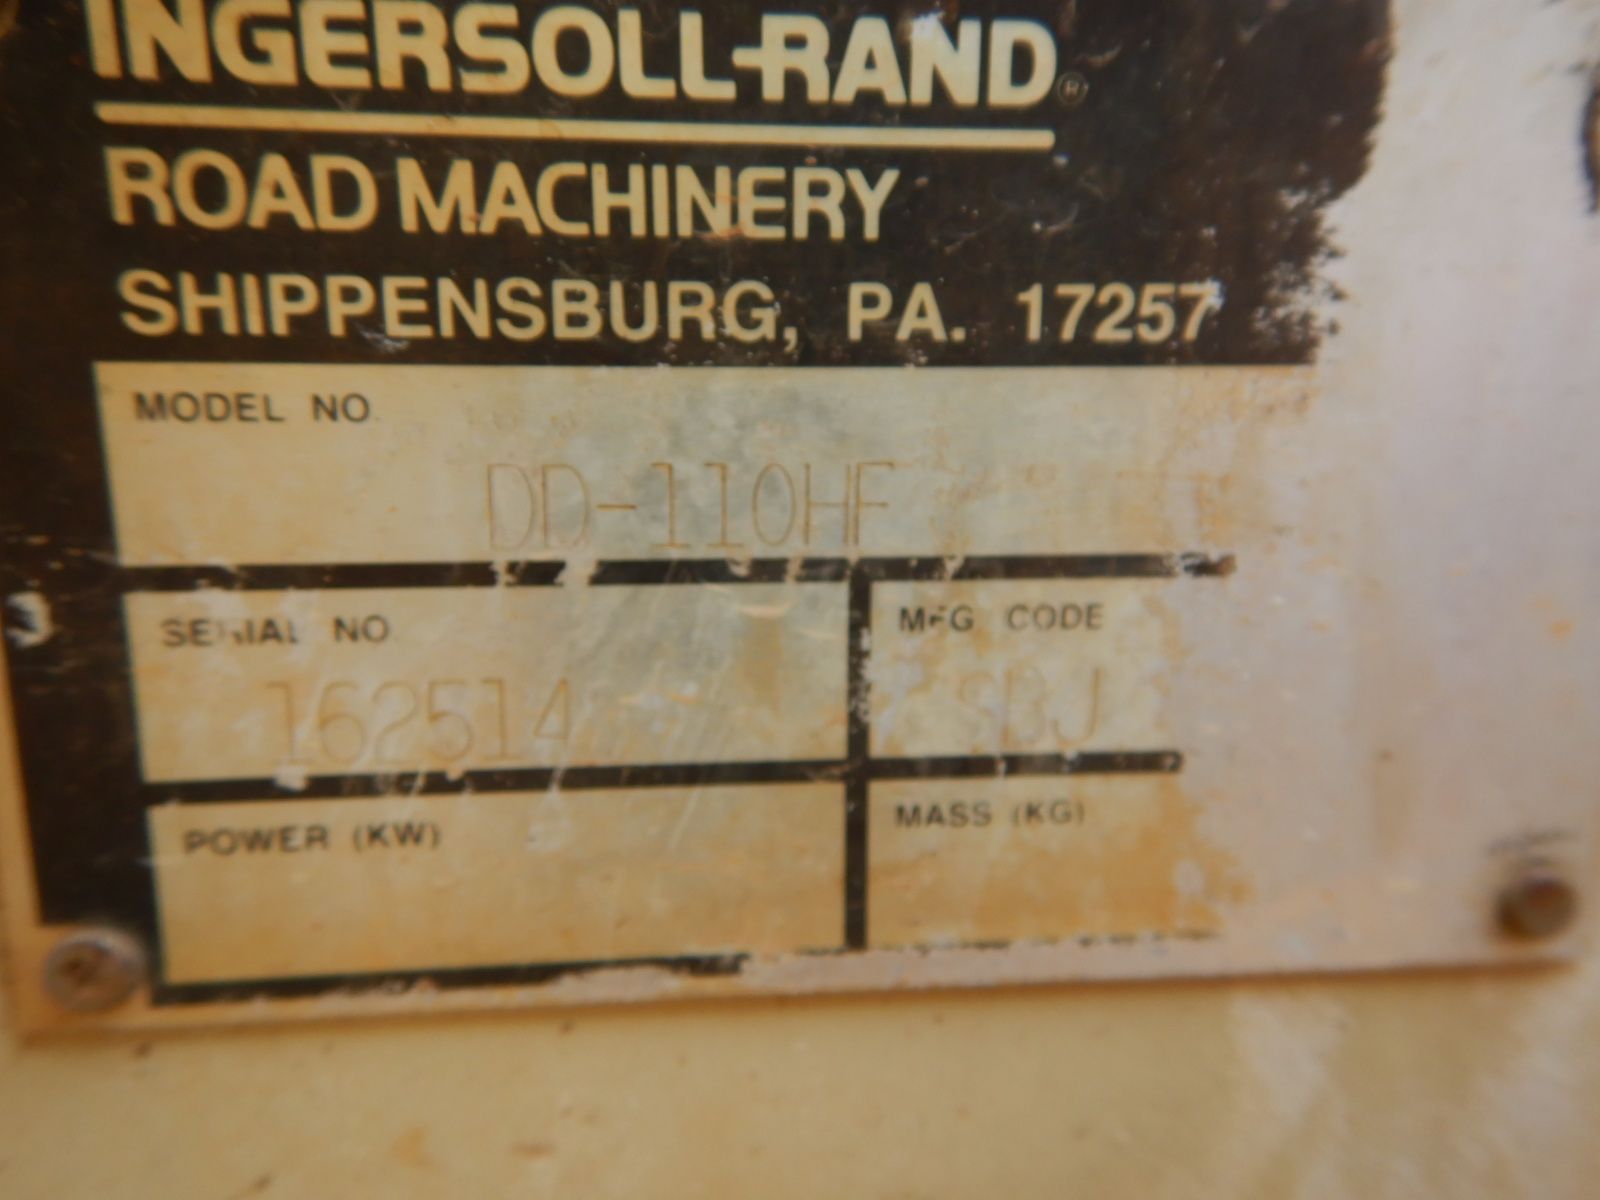 INGERSOLL-RAND®
ROAD MACHINERY
SHIPPENSBURG, PA. 17257
MODEL NO.
DD-110HF
SERIAL NO. MFG CODE
162514 SBJ
POWER (KW) MASS (KG)